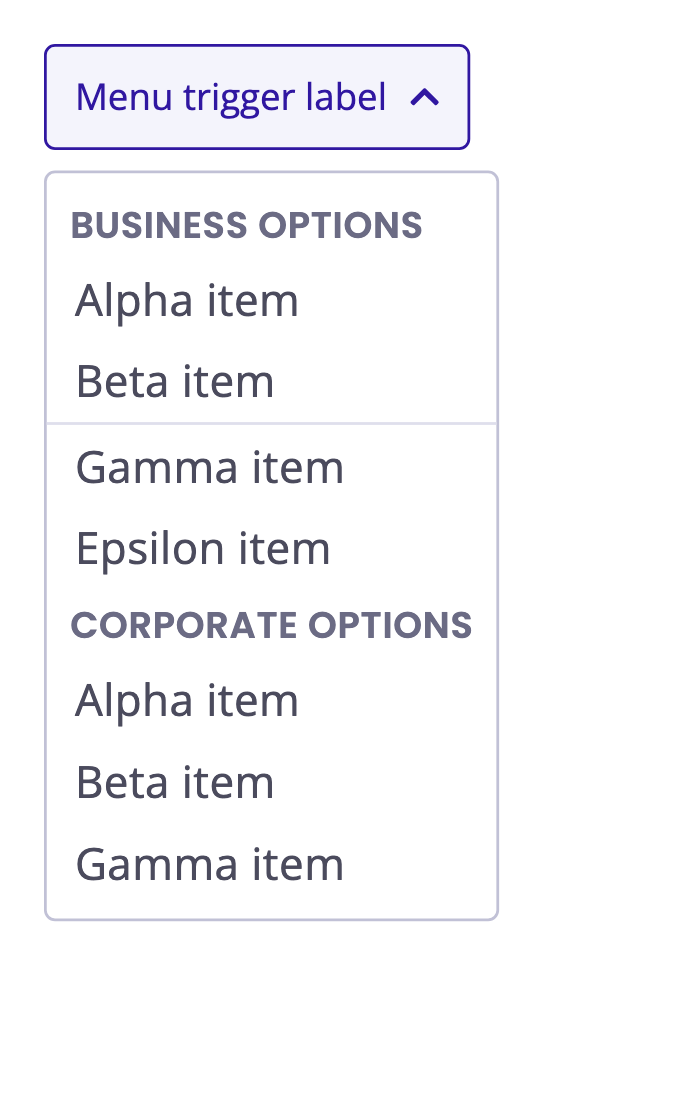 Menu trigger label
BUSINESS OPTIONS
Alpha item
Beta item
Gamma item
Epsilon item
CORPORATE OPTIONS
Alpha item
Beta item
Gamma item